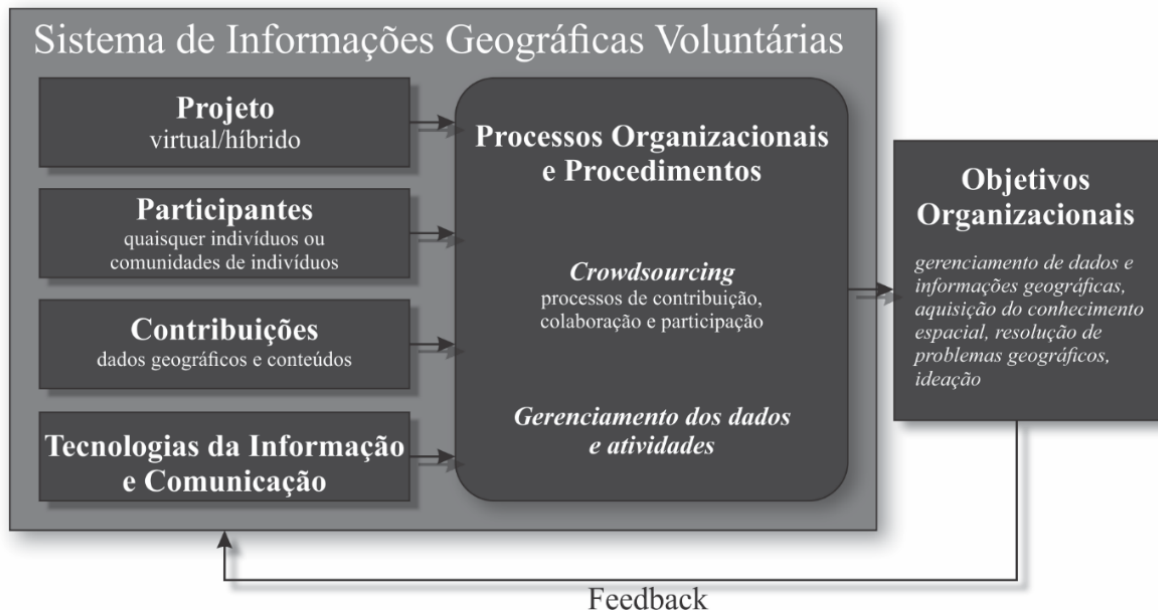 Sistema de Informações Geográficas Voluntárias
Projeto
virtual/híbrido
Participantes
quaisquer indivíduos ou
comunidades de indivíduos
Contribuições
dados geográficos e conteúdos
Tecnologias da Informação
e Comunicação
Processos Organizacionais
e Procedimentos
Crowdsourcing
processos de contribuição,
colaboração e participação
Gerenciamento dos dados
e atividades
Objetivos
Organizacionais
gerenciamento de dados e
informações geográficas,
aquisição do conhecimento
espacial, resolução de
problemas geográficos,
ideação
Feedback